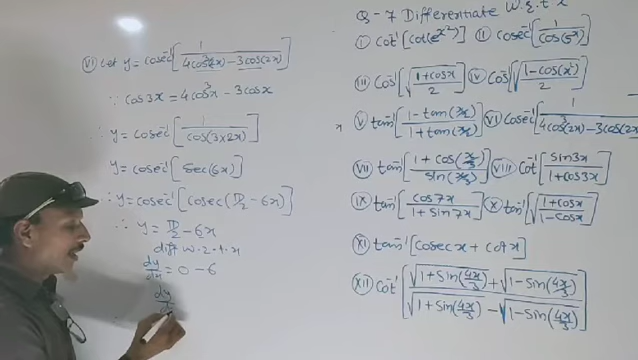 (VI) Let y = cosec⁻¹[1/(4cos³(2x) − 3cos(2x))]
∵ cos3x = 4cos³x − 3cosx
∴ y = cosec⁻¹[1/cos(3×2x)]
y = cosec⁻¹[sec(6x)]
∴ y = cosec⁻¹[cosec(π/2 − 6x)]
∴ y = π/2 − 6x
diff w.r.t.x
dy/dx = 0 − 6
dy
Q-7 Differentiate w.r.t x
(I) cot⁻¹[cot(e^x²)] (II) cosec⁻¹[1/cos(5^x)]
(III) cos⁻¹[√((1+cosx)/2)] (IV) cos⁻¹[√((1−cos(x²))/2)]
(V) tan⁻¹[(1−tan(x/2))/(1+tan(x/2))] (VI) cosec⁻¹[1/(4cos³(2x)−3cos(2x)
(VII) tan⁻¹[(1+cos(x/3))/sin(x/3)] (VIII) cot⁻¹[sin3x/(1+cos3x)]
(IX) tan⁻¹[cos7x/(1+sin7x)] (X) tan⁻¹[√((1+cosx)/(1−cosx))]
(XI) tan⁻¹[cosecx + cotx]
(XII) cot⁻¹[(√(1+sin(4x/3)) + √(1−sin(4x/3)))/(√(1+sin(4x/3)) − √(1−sin(4x/3)))]